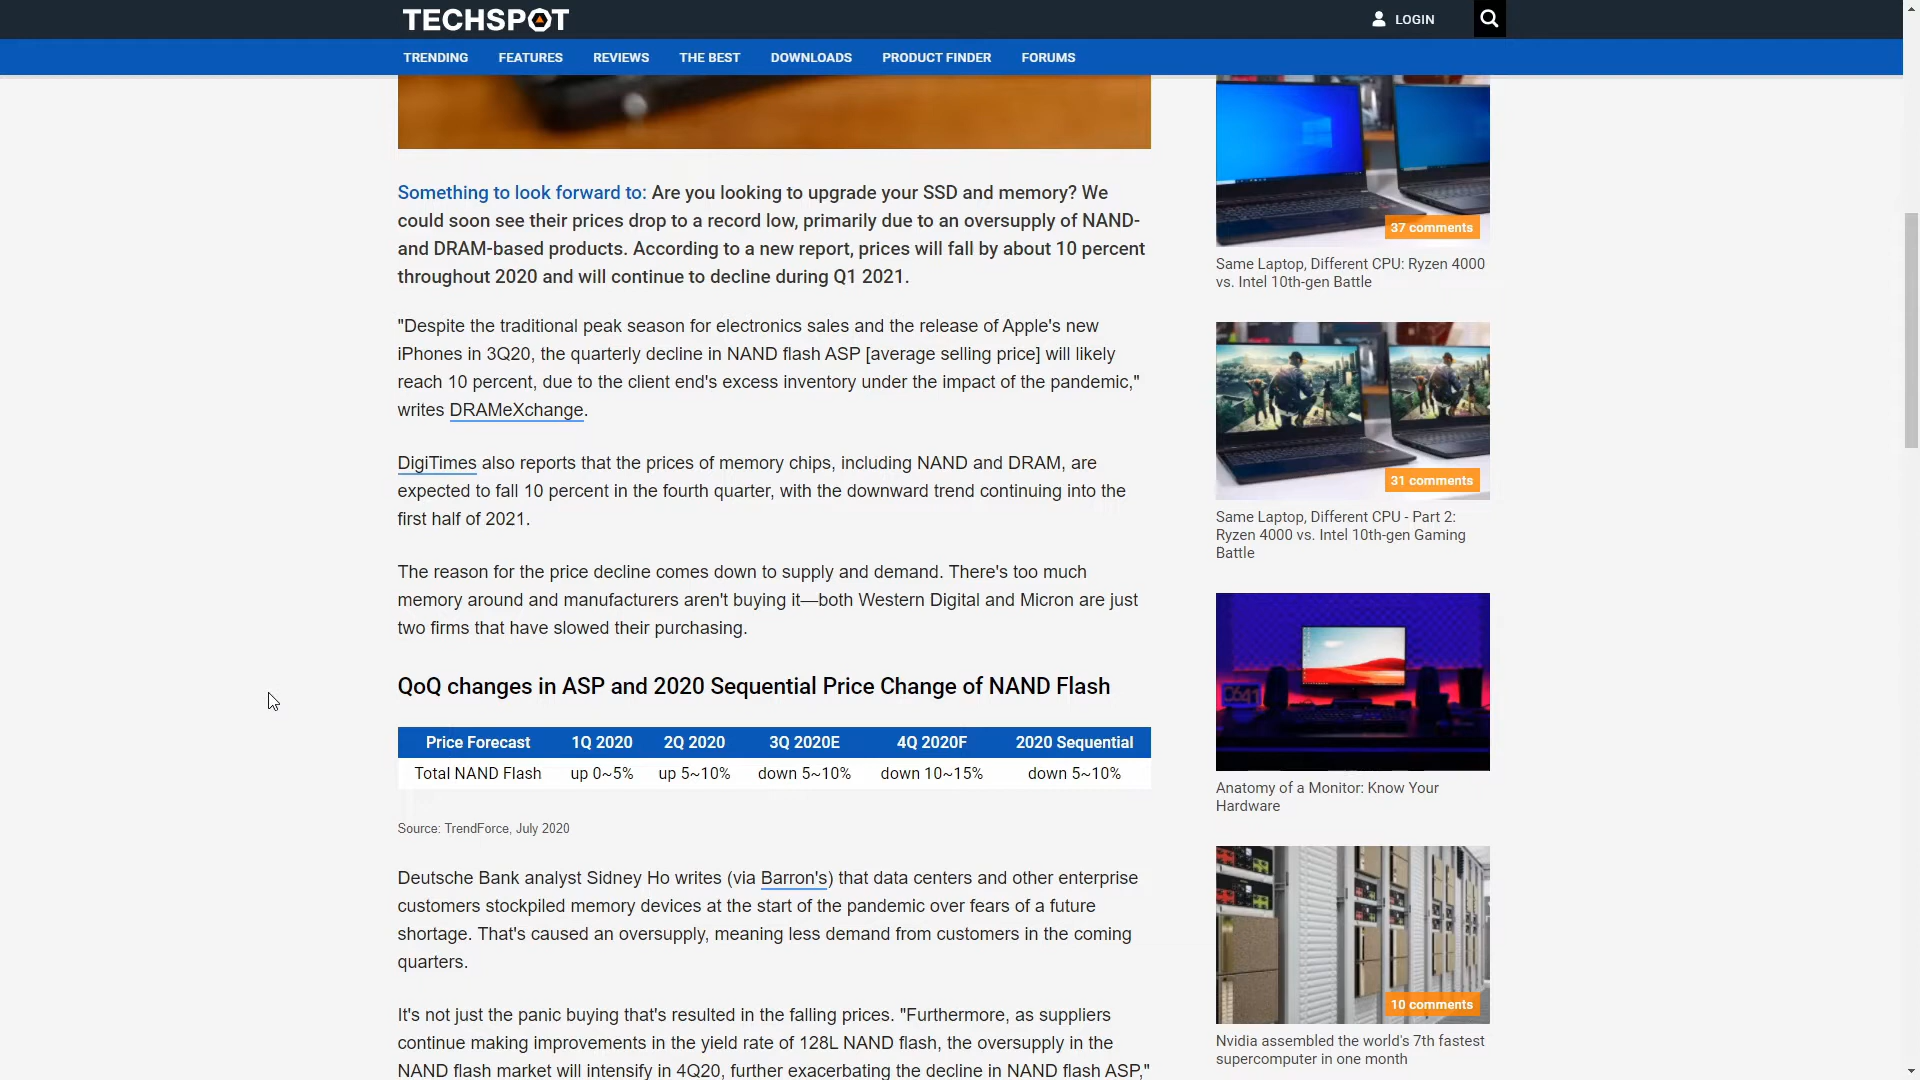 TECHSPOT
LOGIN
TRENDING FEATURES REVIEWS THE BEST DOWNLOADS PRODUCT FINDER FORUMS
Something to look forward to: Are you looking to upgrade your SSD and memory? We
could soon see their prices drop to a record low, primarily due to an oversupply of NAND-
and DRAM-based products. According to a new report, prices will fall by about 10 percent
throughout 2020 and will continue to decline during Q1 2021.
"Despite the traditional peak season for electronics sales and the release of Apple's new
iPhones in 3Q20, the quarterly decline in NAND flash ASP [average selling price] will likely
reach 10 percent, due to the client end's excess inventory under the impact of the pandemic,"
writes DRAMeXchange.
DigiTimes also reports that the prices of memory chips, including NAND and DRAM, are
expected to fall 10 percent in the fourth quarter, with the downward trend continuing into the
first half of 2021.
The reason for the price decline comes down to supply and demand. There's too much
memory around and manufacturers aren't buying it—both Western Digital and Micron are just
two firms that have slowed their purchasing.
QoQ changes in ASP and 2020 Sequential Price Change of NAND Flash
Price Forecast 1Q 2020 2Q 2020 3Q 2020E 4Q 2020F 2020 Sequential
Total NAND Flash up 0~5% up 5~10% down 5~10% down 10~15% down 5~10%
Source: TrendForce, July 2020
Deutsche Bank analyst Sidney Ho writes (via Barron's) that data centers and other enterprise
customers stockpiled memory devices at the start of the pandemic over fears of a future
shortage. That's caused an oversupply, meaning less demand from customers in the coming
quarters.
It's not just the panic buying that's resulted in the falling prices. "Furthermore, as suppliers
continue making improvements in the yield rate of 128L NAND flash, the oversupply in the
NAND flash market will intensify in 4Q20, further exacerbating the decline in NAND flash ASP,"
37 comments
Same Laptop, Different CPU: Ryzen 4000
vs. Intel 10th-gen Battle
31 comments
Same Laptop, Different CPU - Part 2:
Ryzen 4000 vs. Intel 10th-gen Gaming
Battle
Anatomy of a Monitor: Know Your
Hardware
10 comments
Nvidia assembled the world's 7th fastest
supercomputer in one month